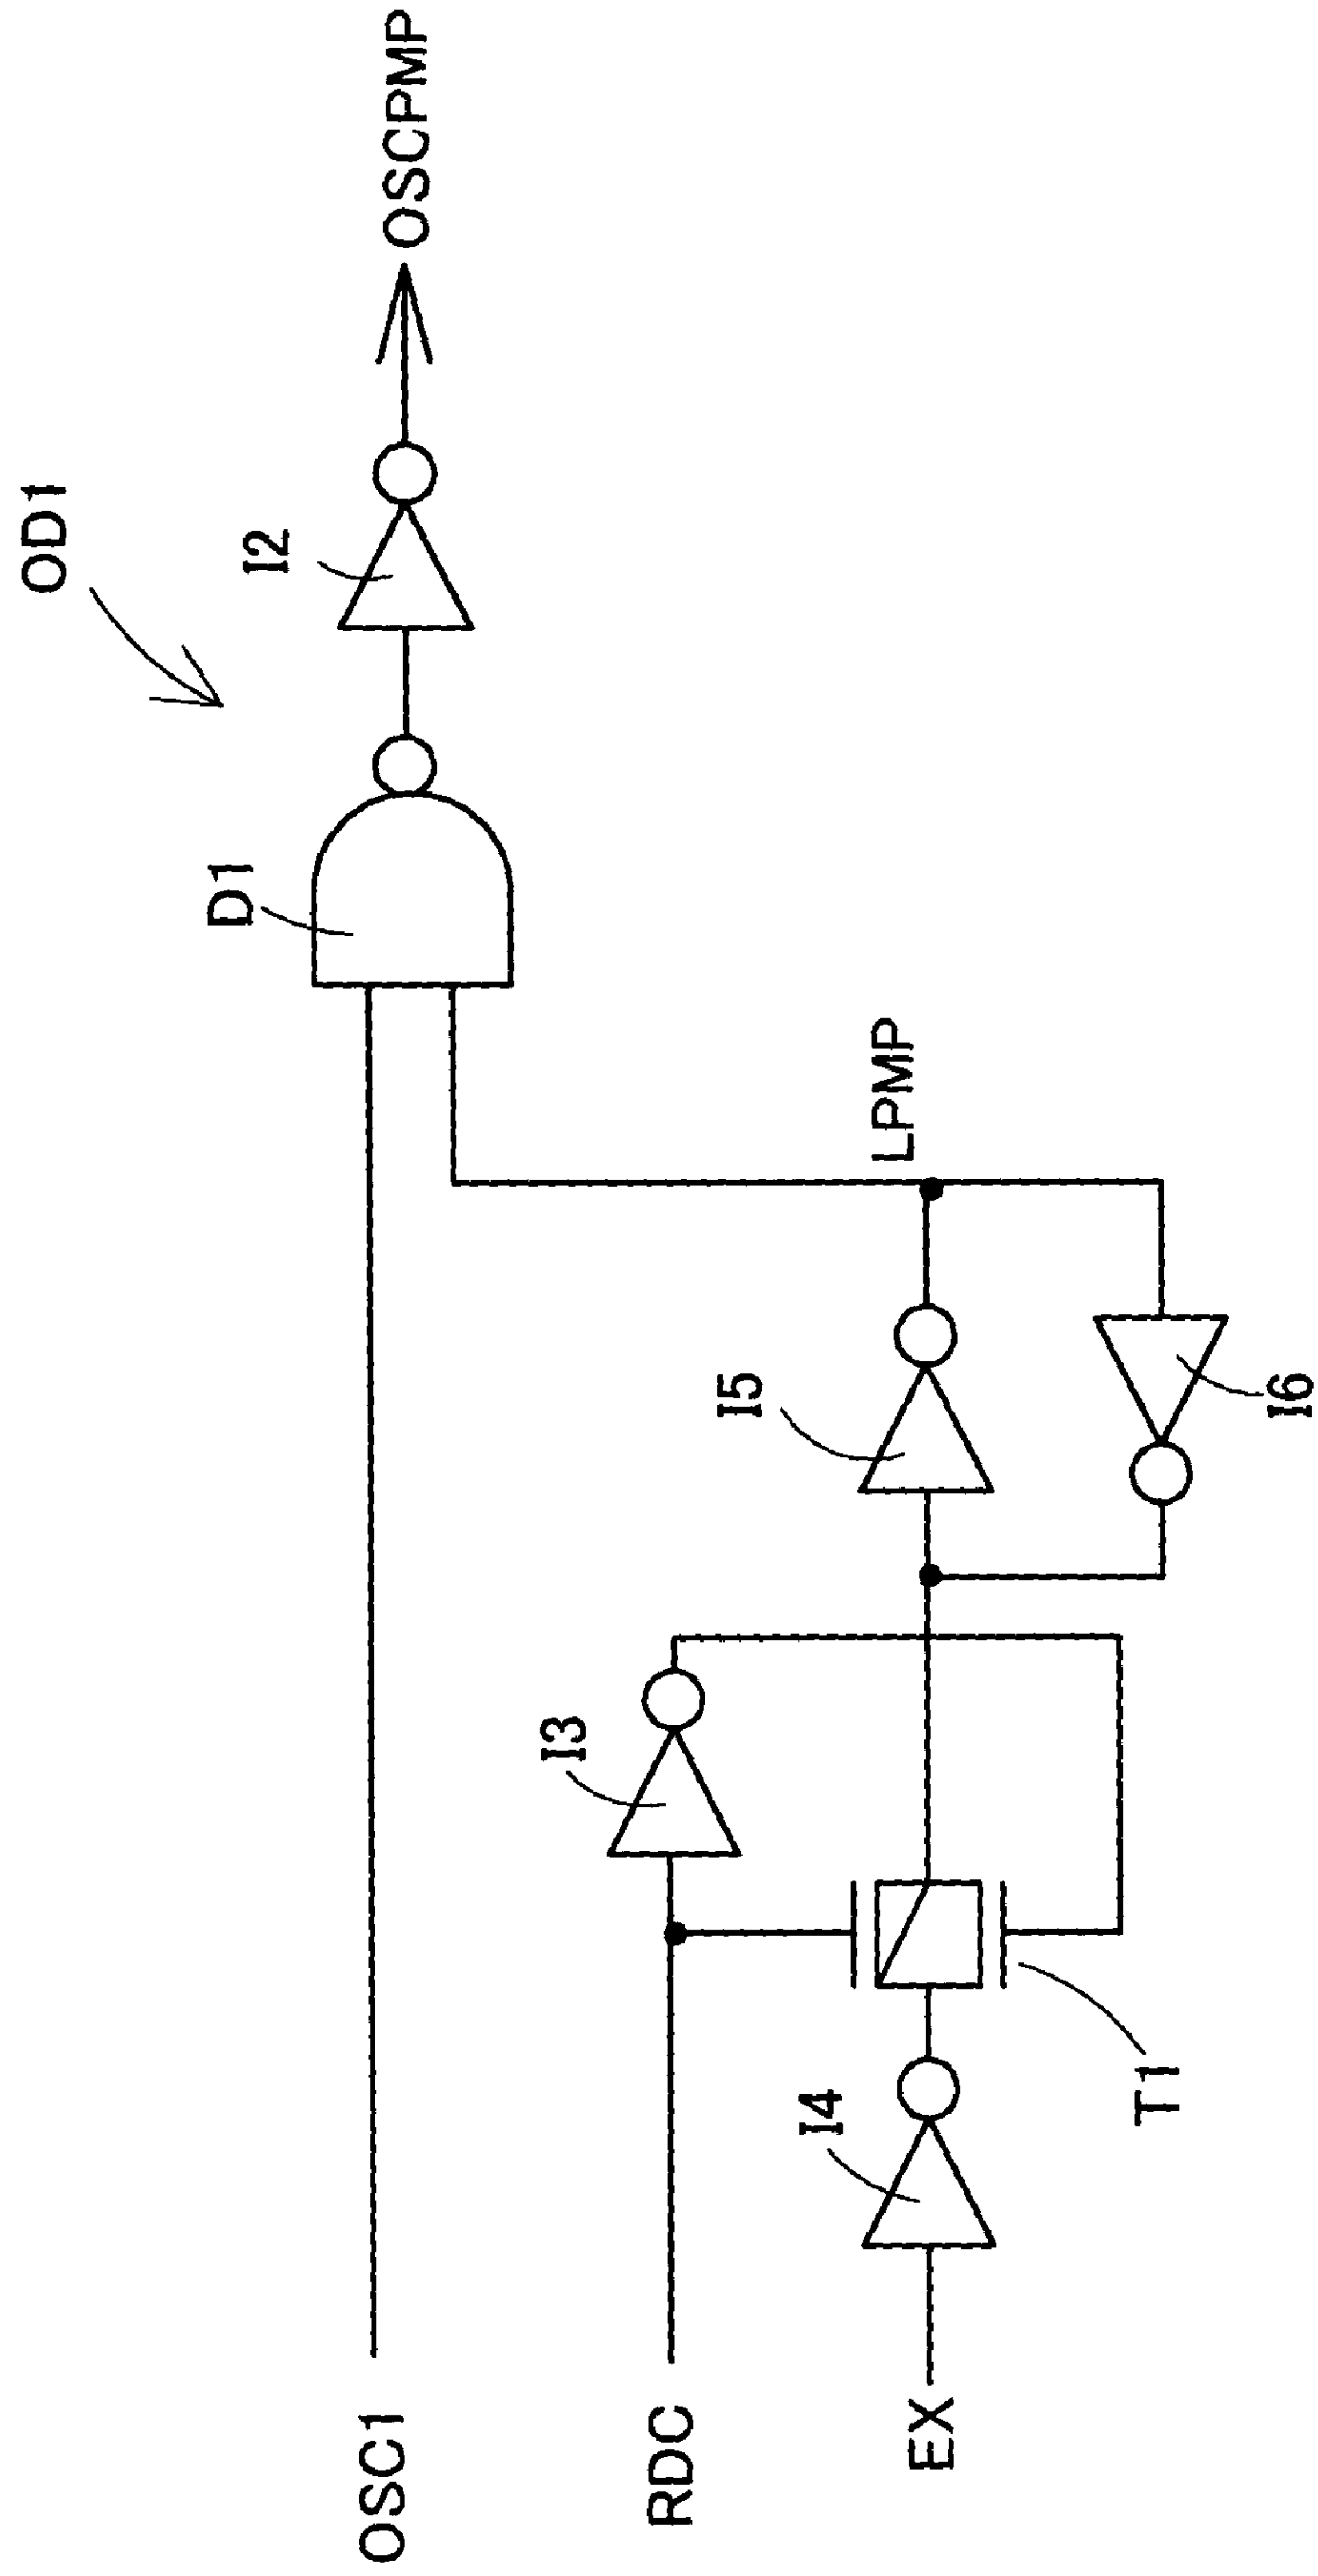 OD1
OSC1
D1
I2
OSCPMP
RDC
I3
EX
I4
T1
I5
LPMP
I6